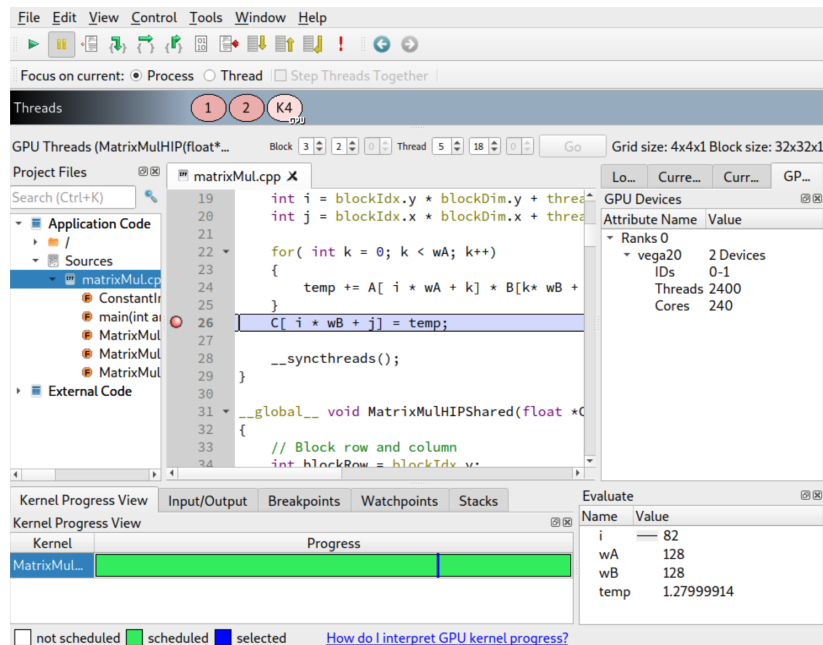 File Edit View Control Tools Window Help
Focus on current: Process Thread Step Threads Together
Threads 1 2 K4 GPU
GPU Threads (MatrixMulHIP(float*... Block 3 2 0 Thread 5 18 0 Go Grid size: 4x4x1 Block size: 32x32x1
Project Files
Search (Ctrl+K)
Application Code
/
Sources
matrixMul.cp
ConstantIn
main(int ar
MatrixMul
MatrixMul
MatrixMul
External Code
matrixMul.cpp
19 int i = blockIdx.y * blockDim.y + threa
20 int j = blockIdx.x * blockDim.x + threa
21
22 for( int k = 0; k < wA; k++)
23 {
24 temp += A[ i * wA + k] * B[k* wB +
25 }
26 C[ i * wB + j] = temp;
27
28 __syncthreads();
29 }
30
31 __global__ void MatrixMulHIPShared(float *C
32 {
33 // Block row and column
34 int blockRow = blockIdx.y;
Lo... Curre... Curr... GP...
GPU Devices
Attribute Name Value
Ranks 0
vega20 2 Devices
IDs 0-1
Threads 2400
Cores 240
Kernel Progress View Input/Output Breakpoints Watchpoints Stacks
Kernel Progress View
Kernel Progress
MatrixMul...
not scheduled scheduled selected How do I interpret GPU kernel progress?
Evaluate
Name Value
i 82
wA 128
wB 128
temp 1.27999914